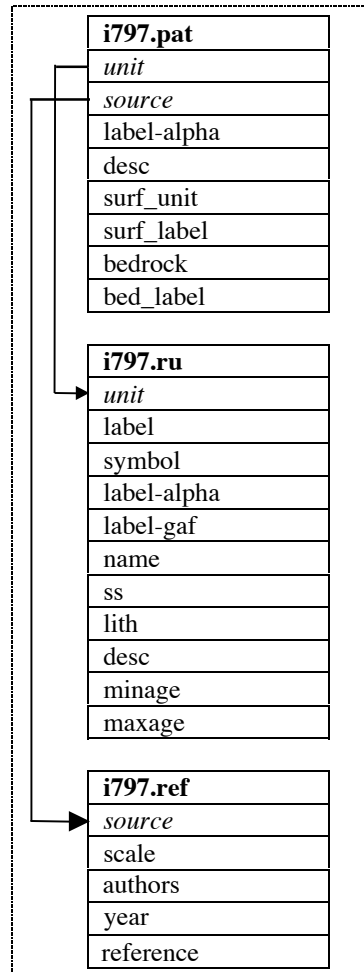 i797.pat
unit
source
label-alpha
desc
surf_unit
surf_label
bedrock
bed_label
i797.ru
unit
label
symbol
label-alpha
label-gaf
name
ss
lith
desc
minage
maxage
i797.ref
source
scale
authors
year
reference